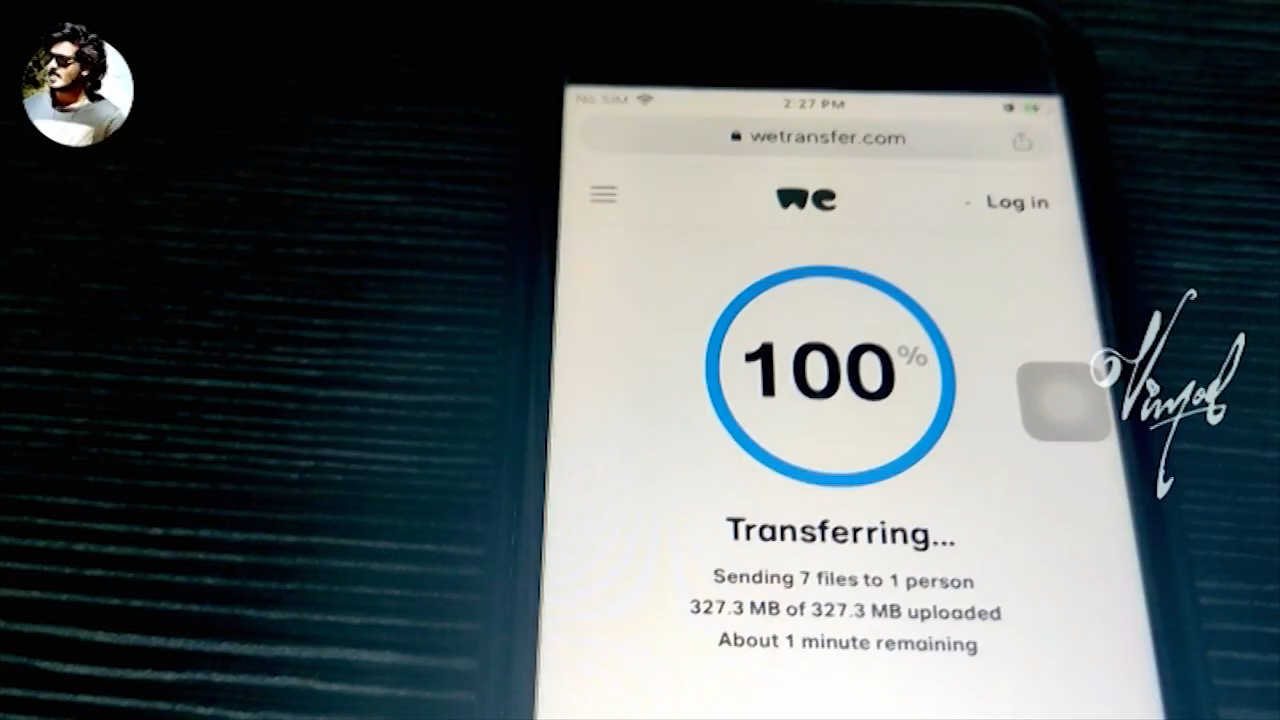 No SIM 2:27 PM
wetransfer.com
we Log in
100%
Transferring...
Sending 7 files to 1 person
327.3 MB of 327.3 MB uploaded
About 1 minute remaining
Vimal